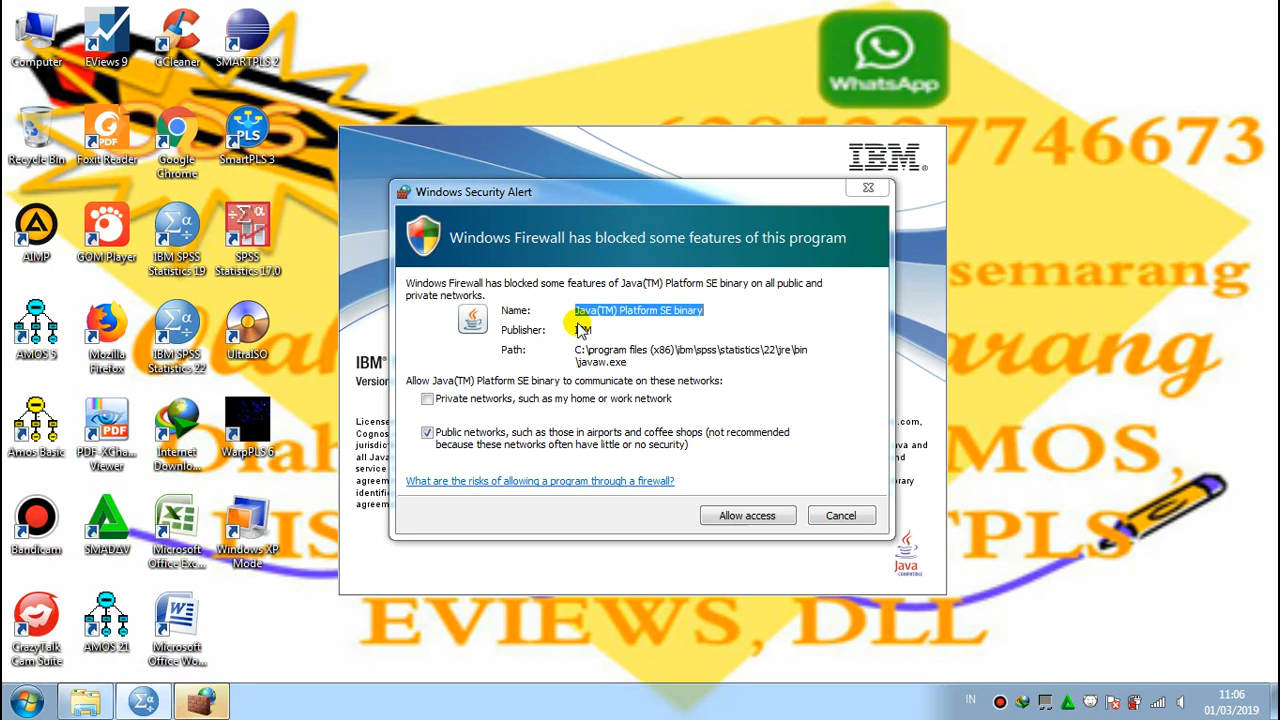 Computer
EViews 9
CCleaner
SMARTPLS 2
WhatsApp
Recycle Bin
Foxit Reader
Google
Chrome
SmartPLS 3
6285227746673
IBM
Windows Security Alert
Windows Firewall has blocked some features of this program
AIMP
GOM Player
IBM SPSS
Statistics 19
SPSS
Statistics 17.0
semarang
Windows Firewall has blocked some features of Java(TM) Platform SE binary on all public and
private networks.
Name: Java(TM) Platform SE binary
Publisher:
Path: C:\program files (x86)\ibm\spss\statistics\22\jre\bin
\javaw.exe
AMOS 5
Mozilla
Firefox
IBM SPSS
Statistics 22
UltraISO
IBM®
Allow Java(TM) Platform SE binary to communicate on these networks:
Private networks, such as my home or work network
Public networks, such as those in airports and coffee shops (not recommended
because these networks often have little or no security)
What are the risks of allowing a program through a firewall?
Allow access
Cancel
Amos Basic
PDF-XCha...
Viewer
Internet
Downlo...
WarpPLS 6
AMOS,
Bandicam
SMADΔV
Microsoft
Office Exc...
Windows XP
Mode
Java
COMPATIBLE
EVIEWS, DLL
CrazyTalk
Cam Suite
AMOS 21
Microsoft
Office Wo...
IN
11:06
01/03/2019